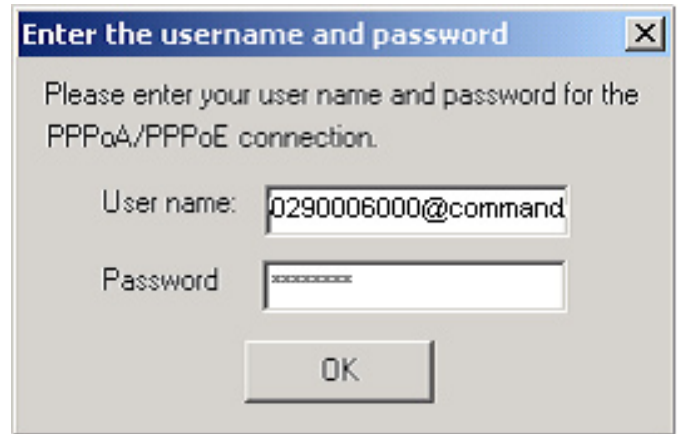 Enter the username and password
Please enter your user name and password for the
PPPoA/PPPoE connection.
User name: 0290006000@command
Password ********
OK